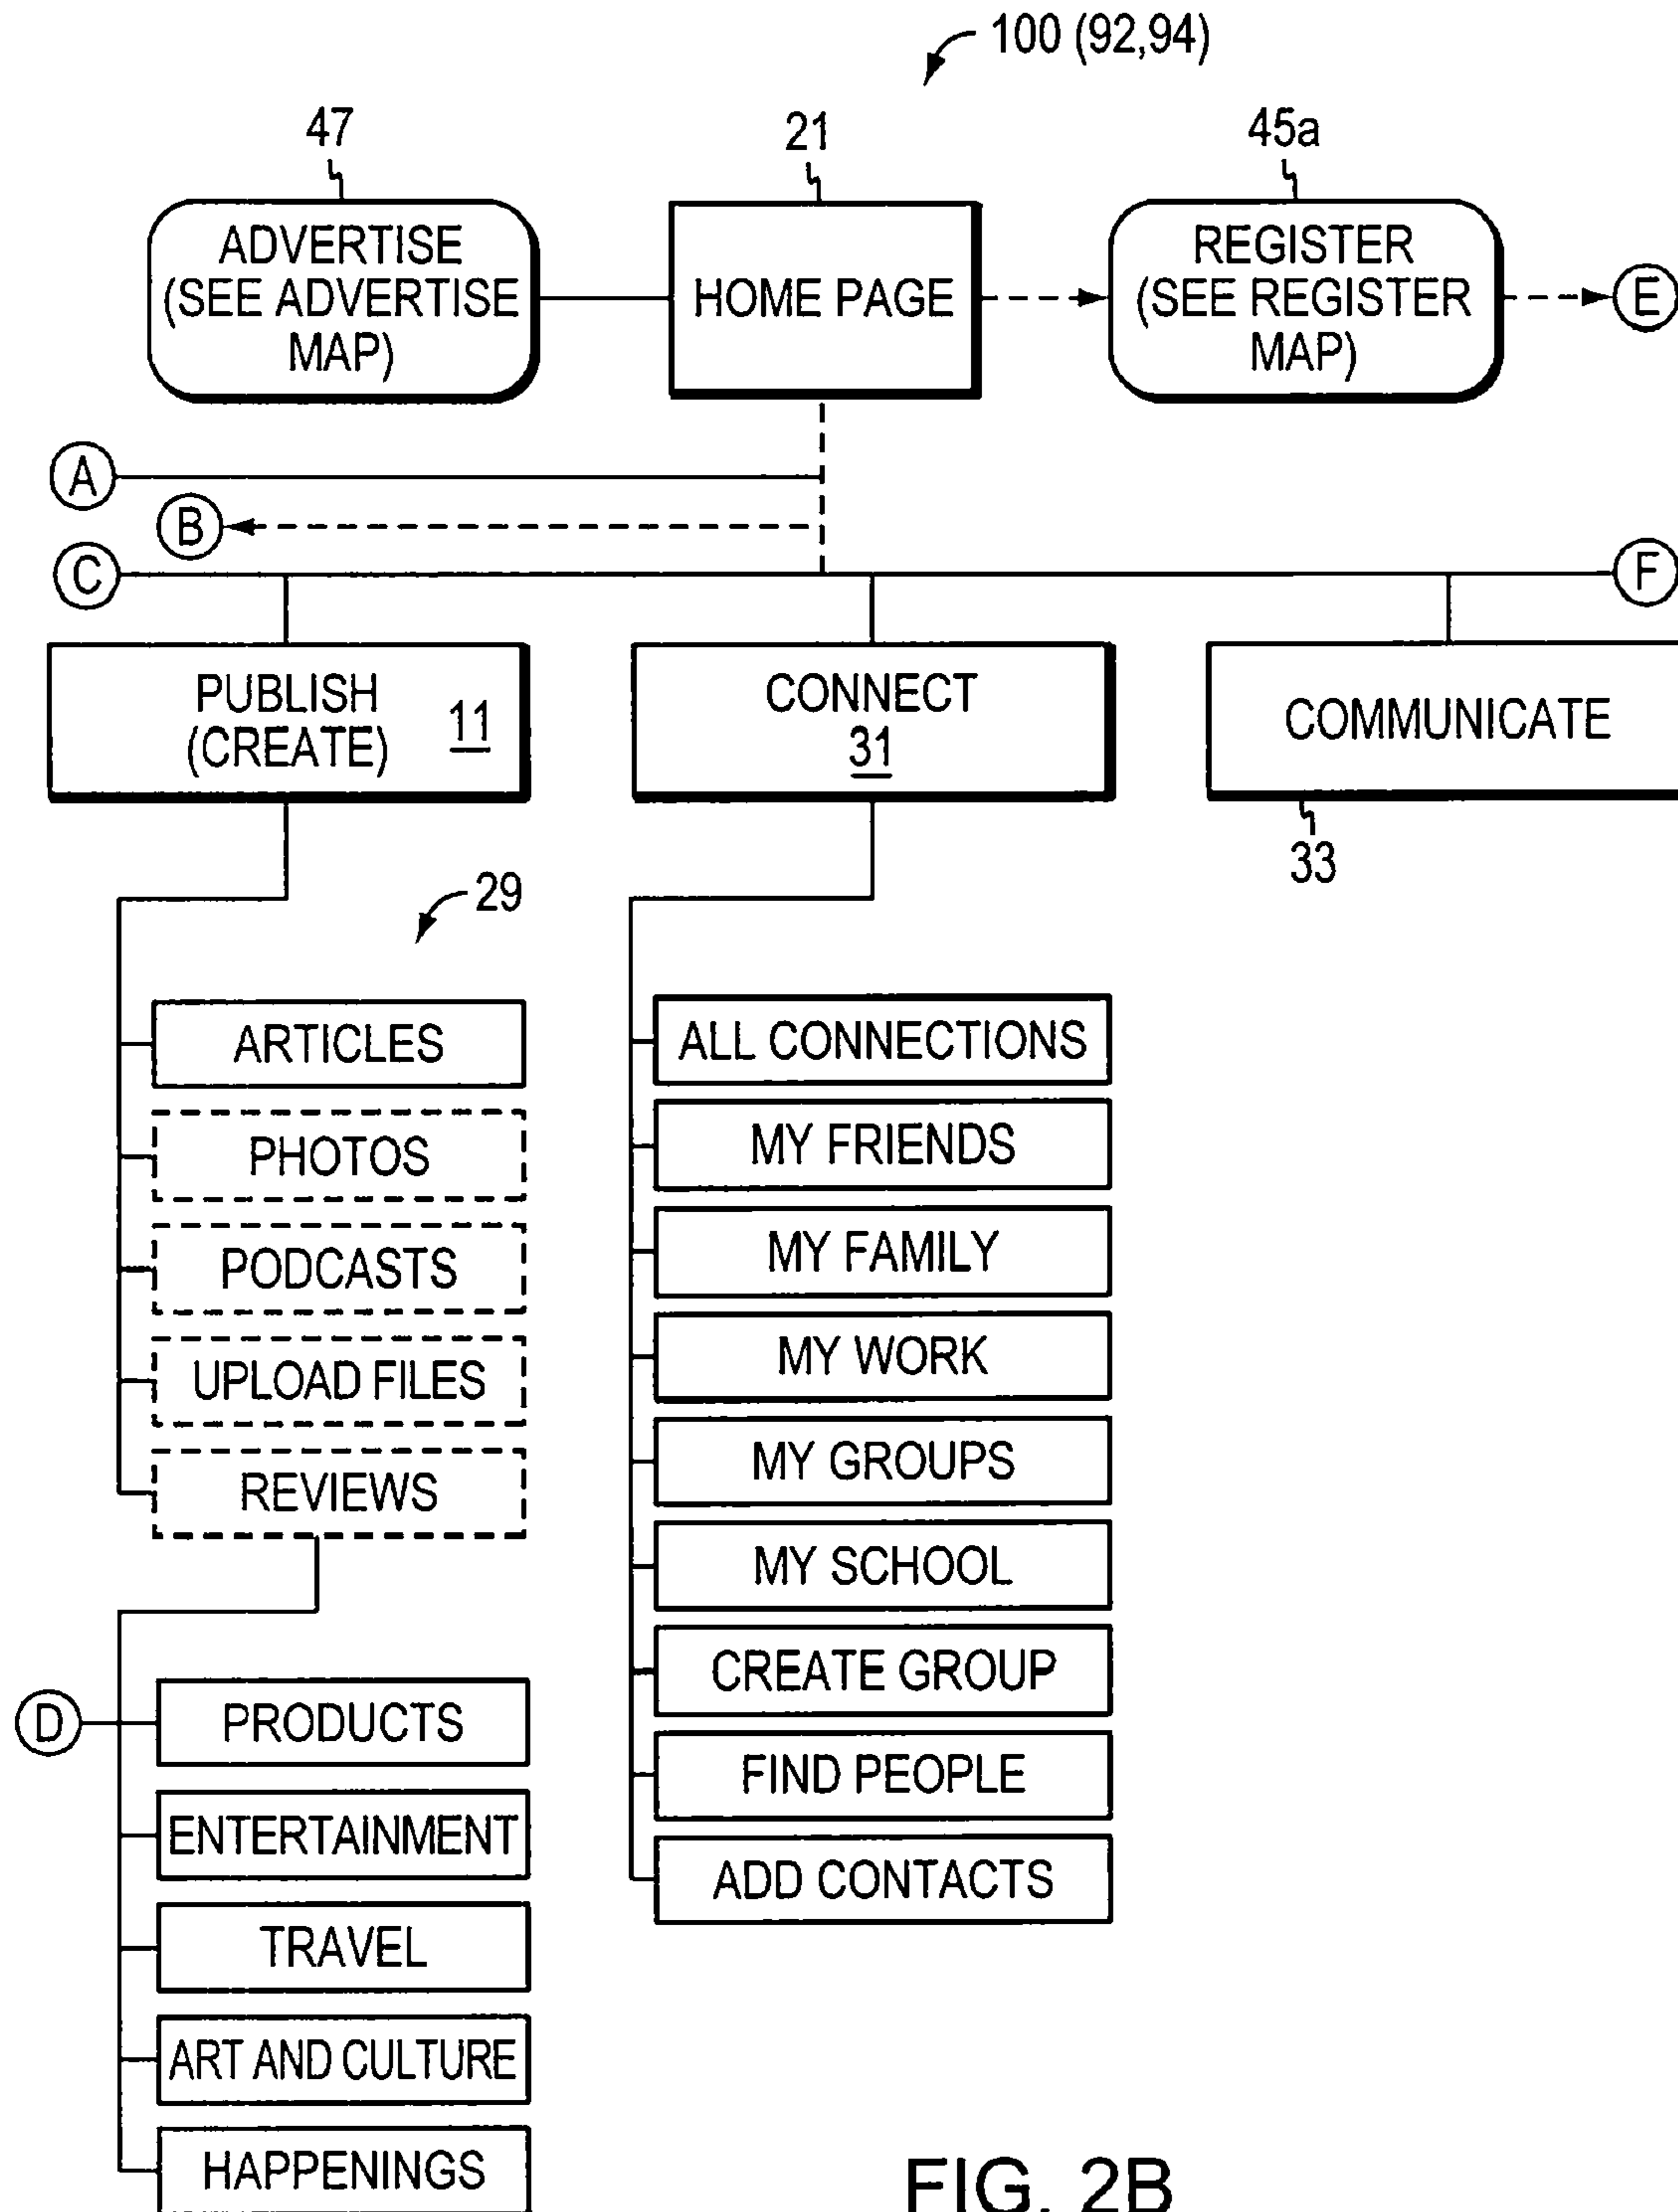 100 (92,94)
47
21
45a
ADVERTISE
(SEE ADVERTISE
MAP)
HOME PAGE
REGISTER
(SEE REGISTER
MAP)
E
A
B
C
F
PUBLISH
(CREATE)
11
CONNECT
31
COMMUNICATE
33
29
ARTICLES
PHOTOS
PODCASTS
UPLOAD FILES
REVIEWS
ALL CONNECTIONS
MY FRIENDS
MY FAMILY
MY WORK
MY GROUPS
MY SCHOOL
CREATE GROUP
FIND PEOPLE
ADD CONTACTS
D
PRODUCTS
ENTERTAINMENT
TRAVEL
ART AND CULTURE
HAPPENINGS
FIG. 2B